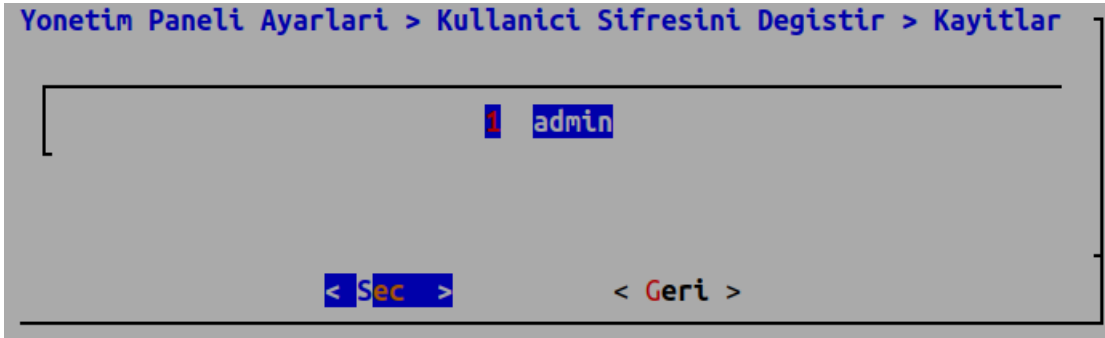 Yonetim Paneli Ayarlari > Kullanici Sifresini Degistir > Kayitlar
1 admin
< Sec > < Geri >